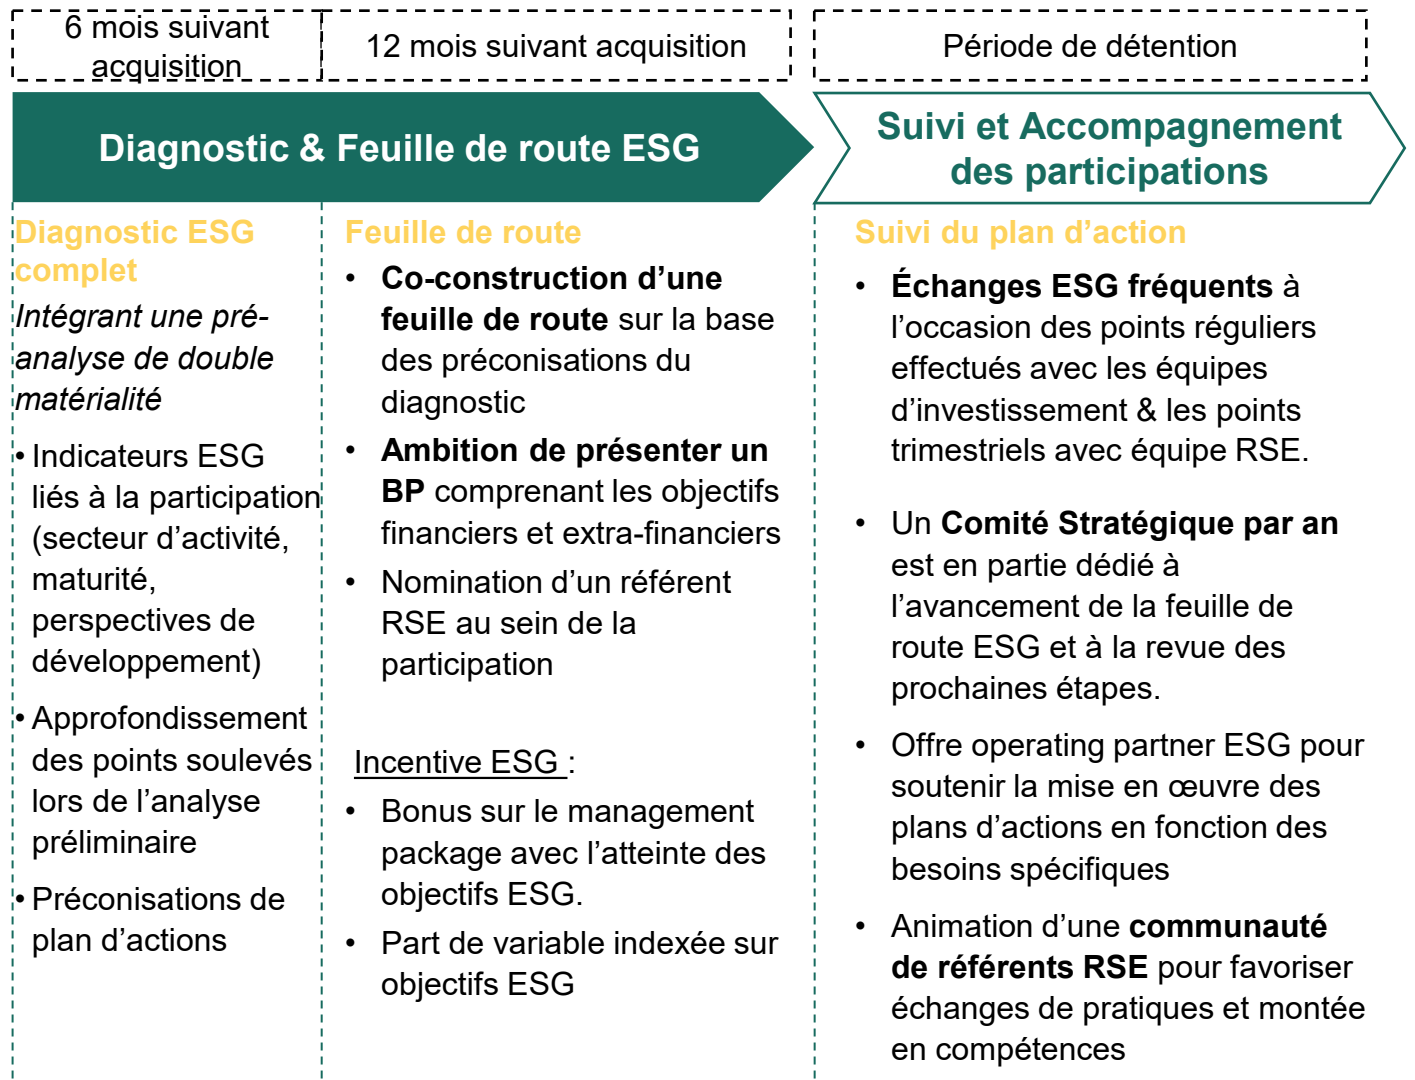 6 mois suivant
acquisition
12 mois suivant acquisition
Période de détention
Diagnostic & Feuille de route ESG
Suivi et Accompagnement
des participations
Diagnostic ESG
complet
Intégrant une pré-
analyse de double
matérialité
• Indicateurs ESG
liés à la participation
(secteur d’activité,
maturité,
perspectives de
développement)
• Approfondissement
des points soulevés
lors de l’analyse
préliminaire
• Préconisations de
plan d’actions
Feuille de route
• Co-construction d’une
feuille de route sur la base
des préconisations du
diagnostic
• Ambition de présenter un
BP comprenant les objectifs
financiers et extra-financiers
• Nomination d’un référent
RSE au sein de la
participation
Incentive ESG :
• Bonus sur le management
package avec l’atteinte des
objectifs ESG.
• Part de variable indexée sur
objectifs ESG
Suivi du plan d’action
• Échanges ESG fréquents à
l’occasion des points réguliers
effectués avec les équipes
d’investissement & les points
trimestriels avec équipe RSE.
• Un Comité Stratégique par an
est en partie dédié à
l’avancement de la feuille de
route ESG et à la revue des
prochaines étapes.
• Offre operating partner ESG pour
soutenir la mise en œuvre des
plans d’actions en fonction des
besoins spécifiques
• Animation d’une communauté
de référents RSE pour favoriser
échanges de pratiques et montée
en compétences